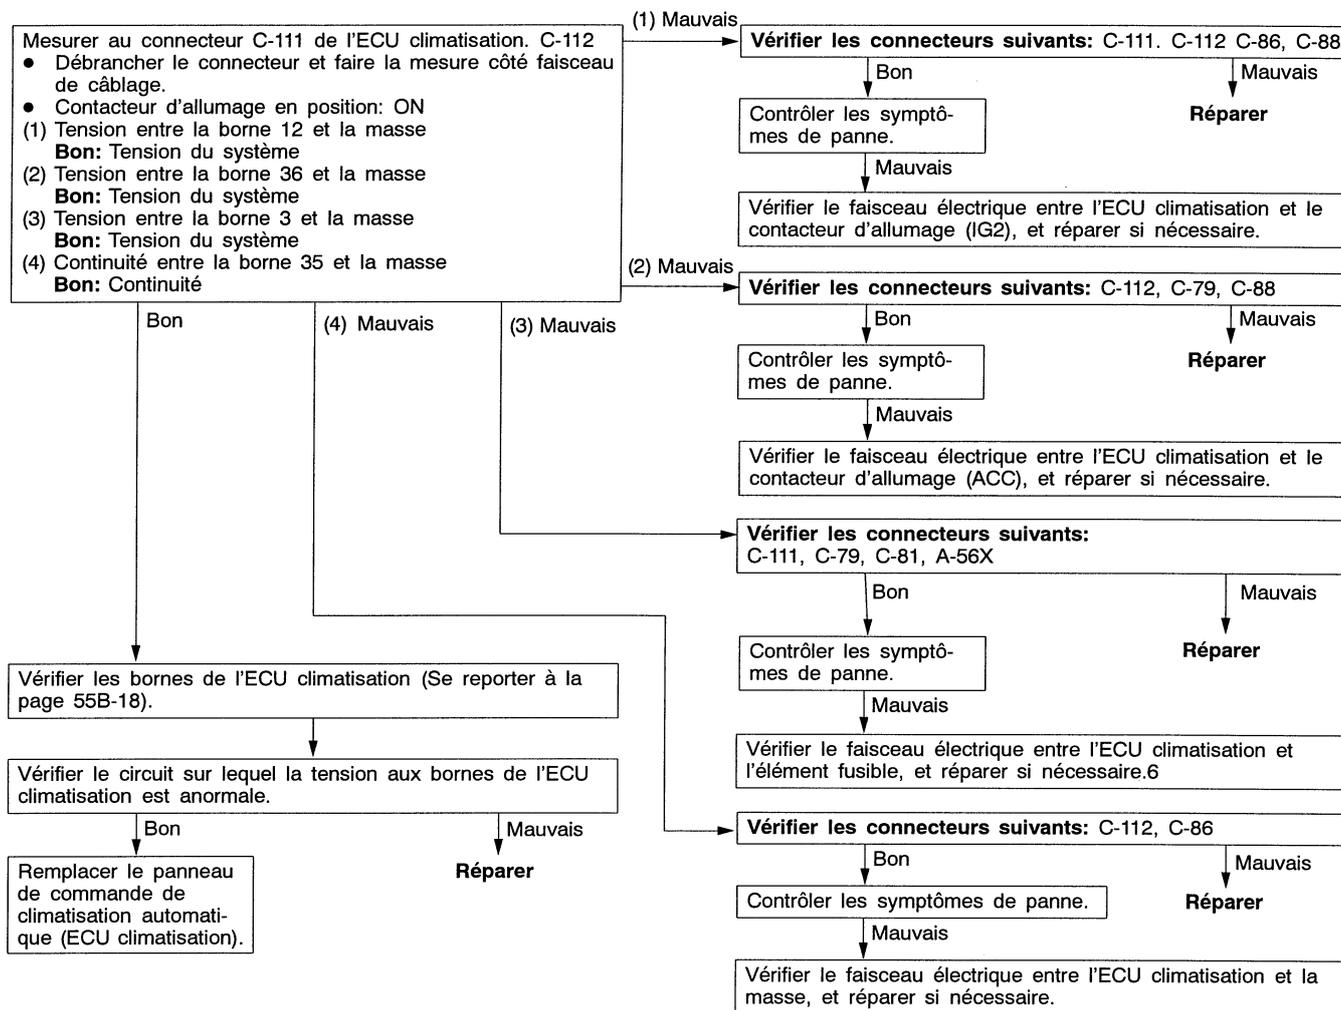 (1) Mauvais
Mesurer au connecteur C-111 de l'ECU climatisation. C-112
● Débrancher le connecteur et faire la mesure côté faisceau
de câblage.
● Contacteur d'allumage en position: ON
(1) Tension entre la borne 12 et la masse
Bon: Tension du système
(2) Tension entre la borne 36 et la masse
Bon: Tension du système
(3) Tension entre la borne 3 et la masse
Bon: Tension du système
(4) Continuité entre la borne 35 et la masse
Bon: Continuité
Vérifier les connecteurs suivants: C-111. C-112 C-86, C-88
Bon
Mauvais
Contrôler les symptô-
mes de panne.
Réparer
Mauvais
Vérifier le faisceau électrique entre l'ECU climatisation et le
contacteur d'allumage (IG2), et réparer si nécessaire.
(2) Mauvais
Vérifier les connecteurs suivants: C-112, C-79, C-88
Bon
Mauvais
Contrôler les symptô-
mes de panne.
Réparer
Mauvais
Vérifier le faisceau électrique entre l'ECU climatisation et le
contacteur d'allumage (ACC), et réparer si nécessaire.
Bon
(4) Mauvais
(3) Mauvais
Vérifier les connecteurs suivants:
C-111, C-79, C-81, A-56X
Bon
Mauvais
Contrôler les symptô-
mes de panne.
Réparer
Mauvais
Vérifier le faisceau électrique entre l'ECU climatisation et
l'élément fusible, et réparer si nécessaire.6
Vérifier les connecteurs suivants: C-112, C-86
Bon
Mauvais
Contrôler les symptômes de panne.
Réparer
Mauvais
Vérifier le faisceau électrique entre l'ECU climatisation et la
masse, et réparer si nécessaire.
Vérifier les bornes de l'ECU climatisation (Se reporter à la
page 55B-18).
Vérifier le circuit sur lequel la tension aux bornes de l'ECU
climatisation est anormale.
Bon
Mauvais
Remplacer le panneau
de commande de
climatisation automati-
que (ECU climatisation).
Réparer